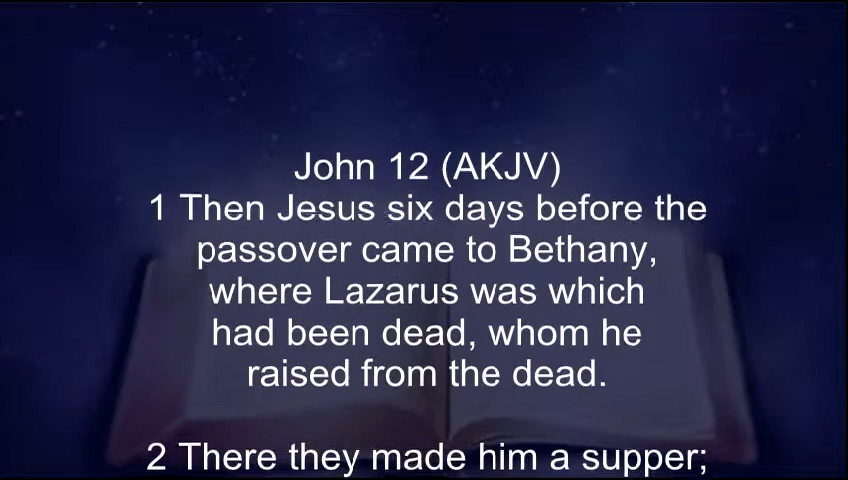 John 12 (AKJV)
1 Then Jesus six days before the
passover came to Bethany,
where Lazarus was which
had been dead, whom he
raised from the dead.
2 There they made him a supper;